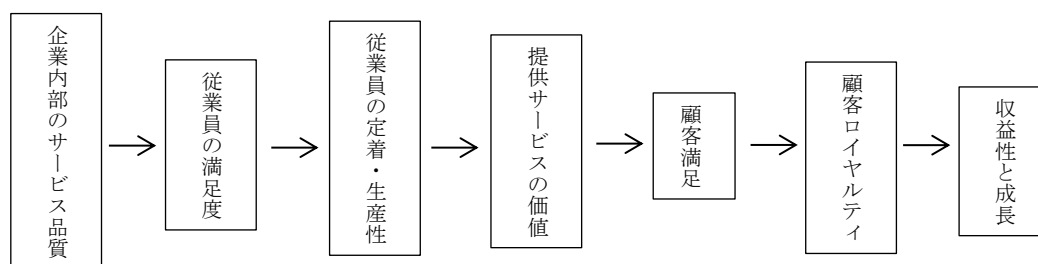 企業内部のサービス品質
従業員の満足度
従業員の定着・生産性
提供サービスの価値
顧客満足
顧客ロイヤルティ
収益性と成長